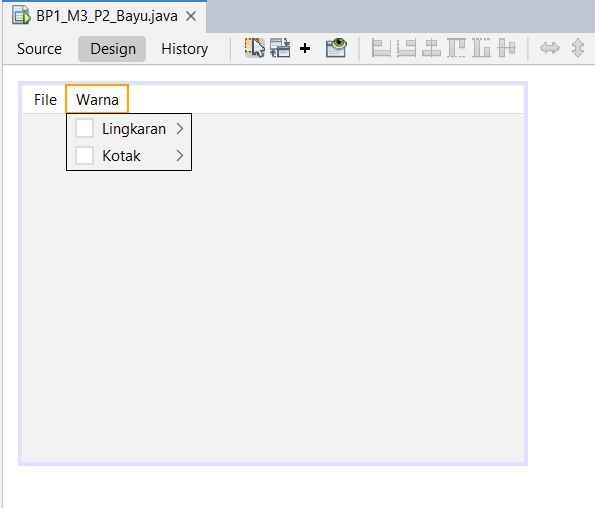 BP1_M3_P2_Bayu.java
Source Design History
File Warna
Lingkaran
Kotak